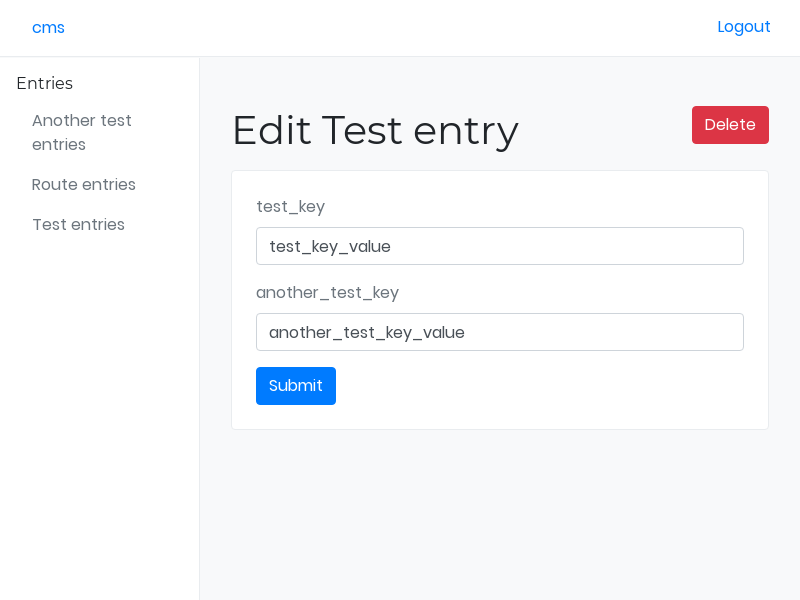 cms
Logout
Entries
Another test
entries
Route entries
Test entries
Edit Test entry
Delete
test_key
test_key_value
another_test_key
another_test_key_value
Submit